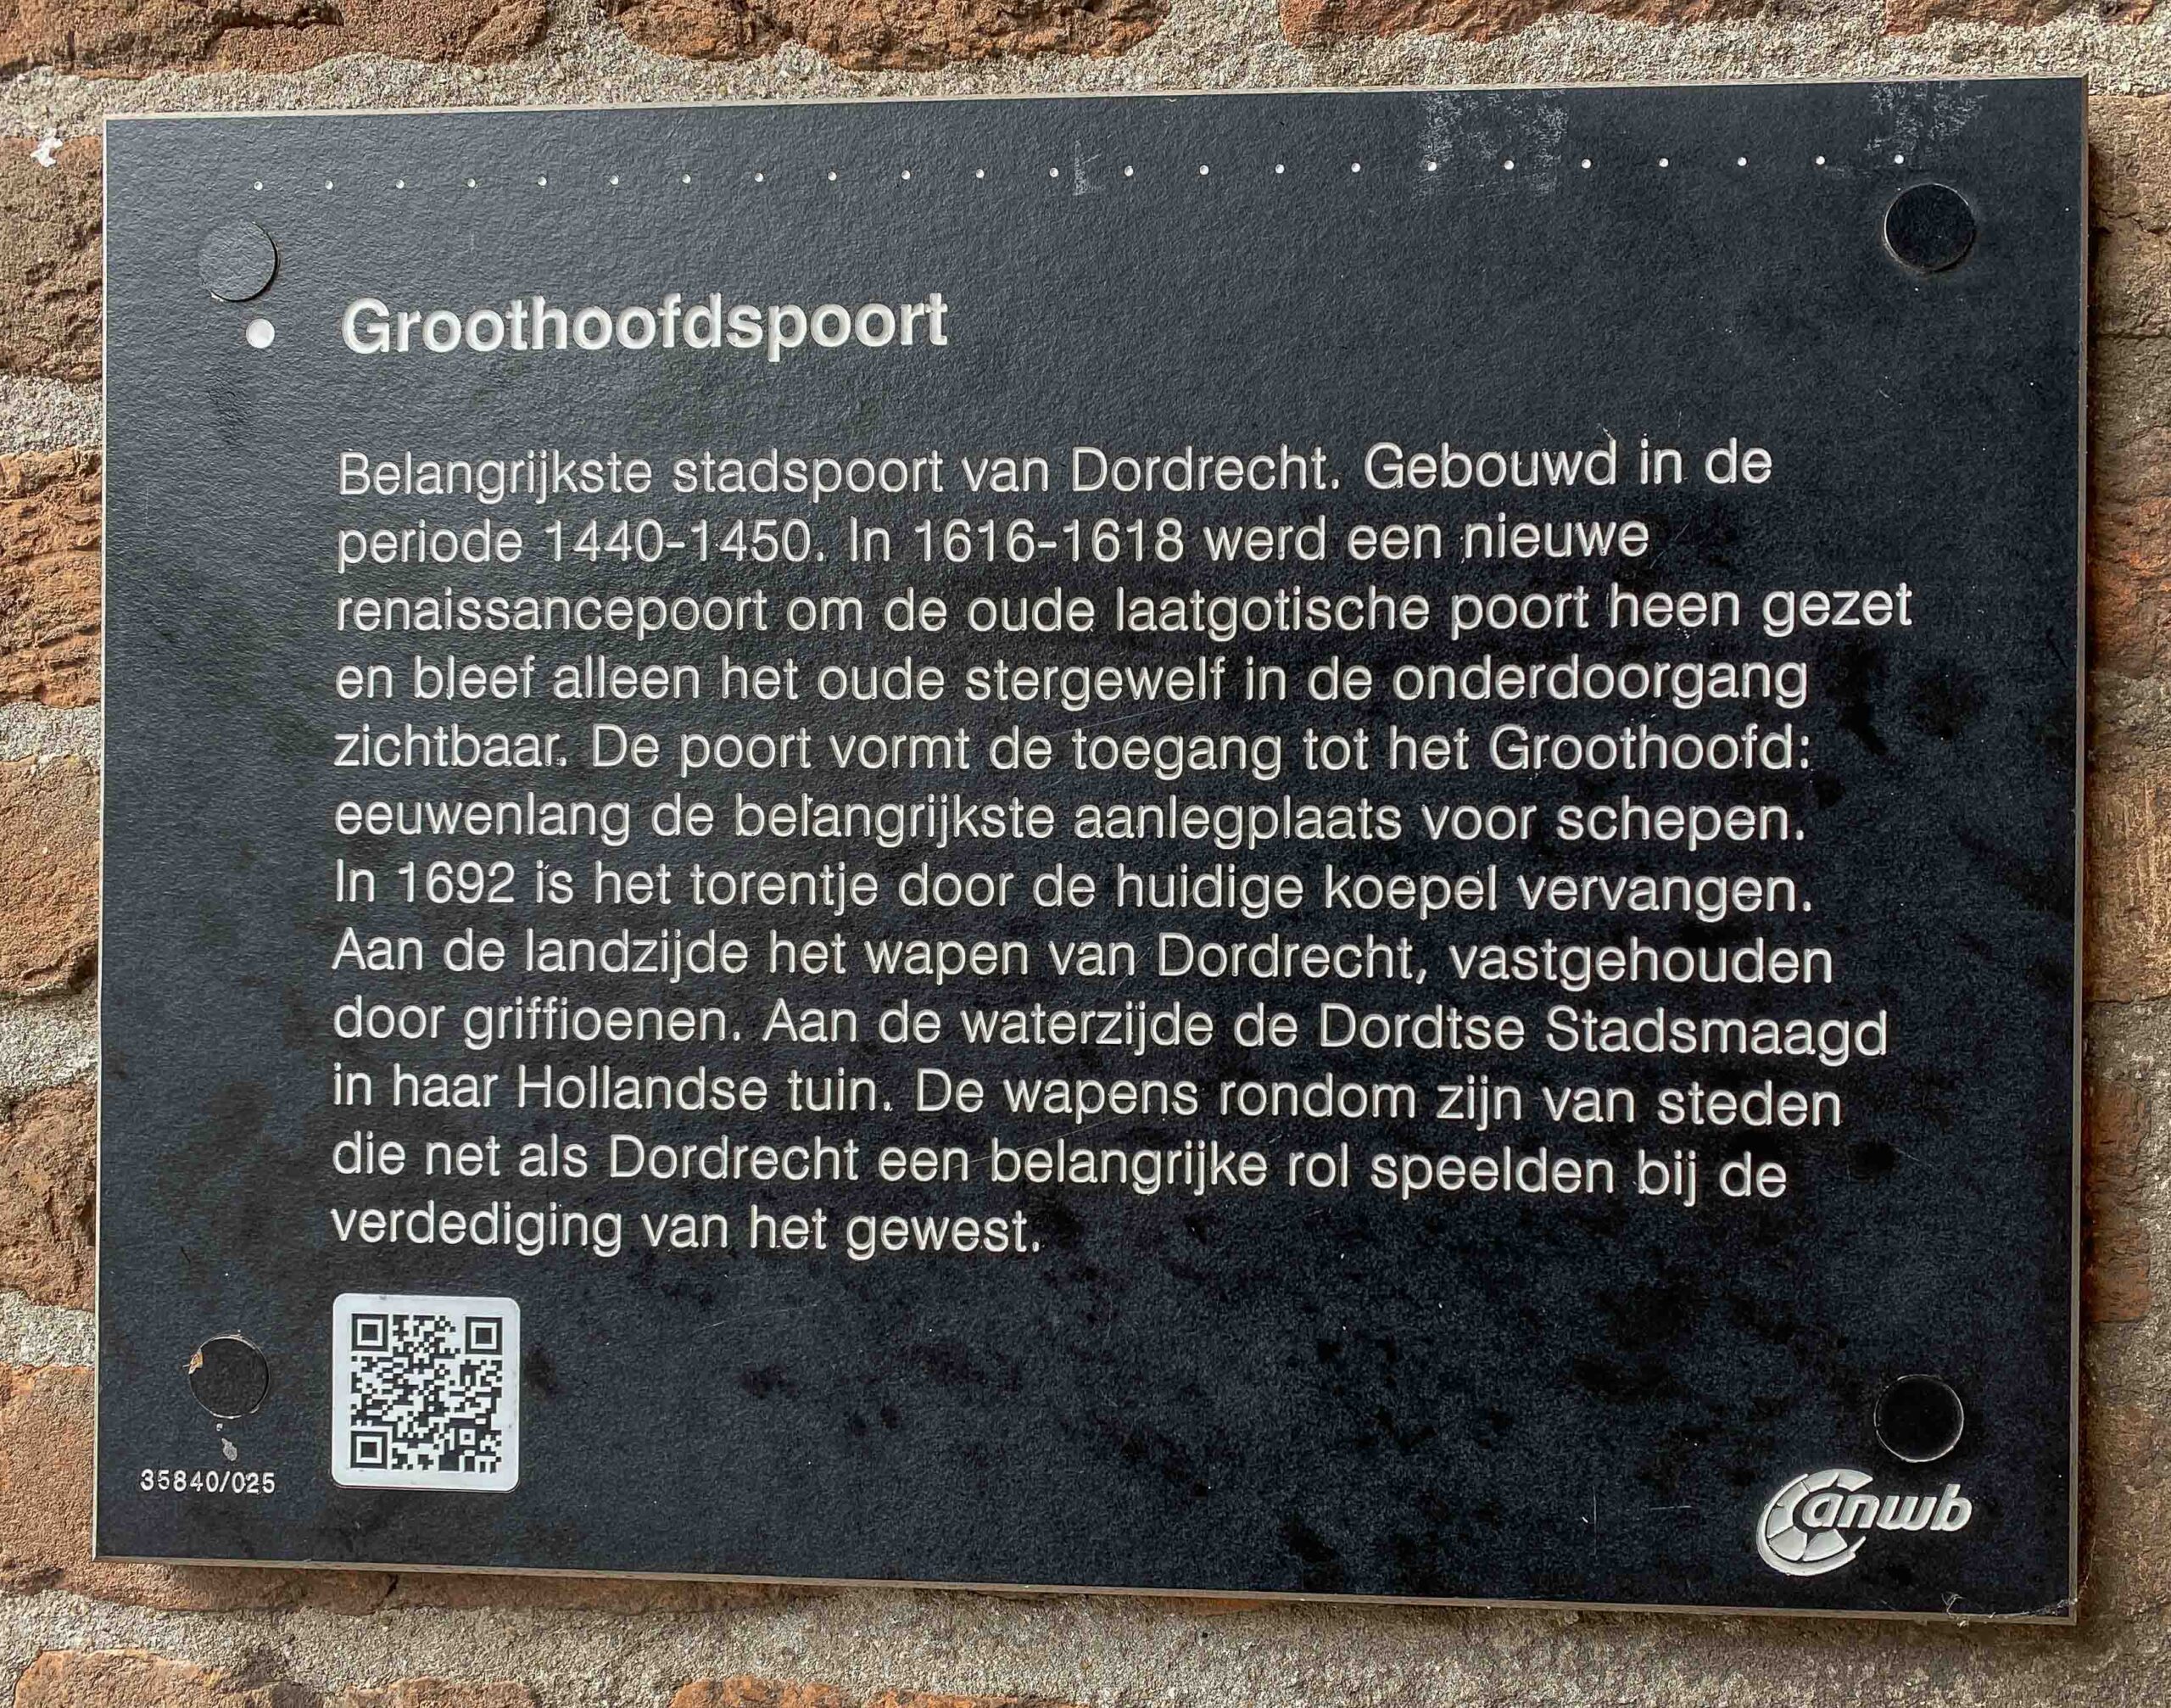 Groothoofdspoort
Belangrijkste stadspoort van Dordrecht. Gebouwd in de
periode 1440-1450. In 1616-1618 werd een nieuwe
renaissancepoort om de oude laatgotische poort heen gezet
en bleef alleen het oude stergewelf in de onderdoorgang
zichtbaar. De poort vormt de toegang tot het Groothoofd:
eeuwenlang de belangrijkste aanlegplaats voor schepen.
In 1692 is het torentje door de huidige koepel vervangen.
Aan de landzijde het wapen van Dordrecht, vastgehouden
door griffioenen. Aan de waterzijde de Dordtse Stadsmaagd
in haar Hollandse tuin. De wapens rondom zijn van steden
die net als Dordrecht een belangrijke rol speelden bij de
verdediging van het gewest.
35840/025
anwb